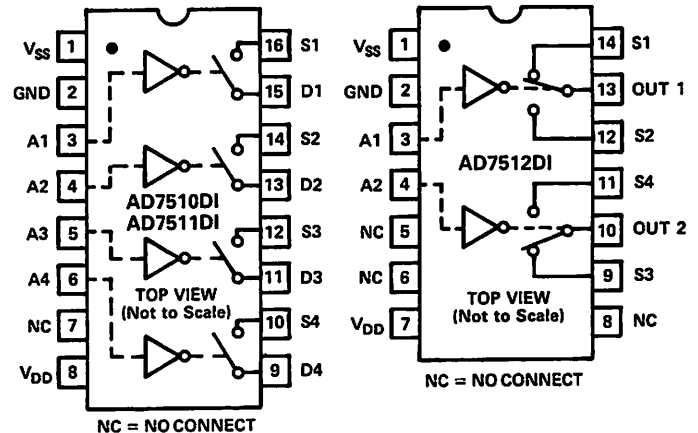 VSS 1 16 S1
GND 2 15 D1
A1 3 14 S2
A2 4 13 D2
AD7510DI
AD7511DI
A3 5 12 S3
A4 6 11 D3
TOP VIEW
(Not to Scale)
NC 7 10 S4
VDD 8 9 D4
NC = NO CONNECT
VSS 1 14 S1
GND 2 13 OUT 1
A1 3 12 S2
AD7512DI
A2 4 11 S4
NC 5 10 OUT 2
NC 6 9 S3
TOP VIEW
(Not to Scale)
VDD 7 8 NC
NC = NO CONNECT